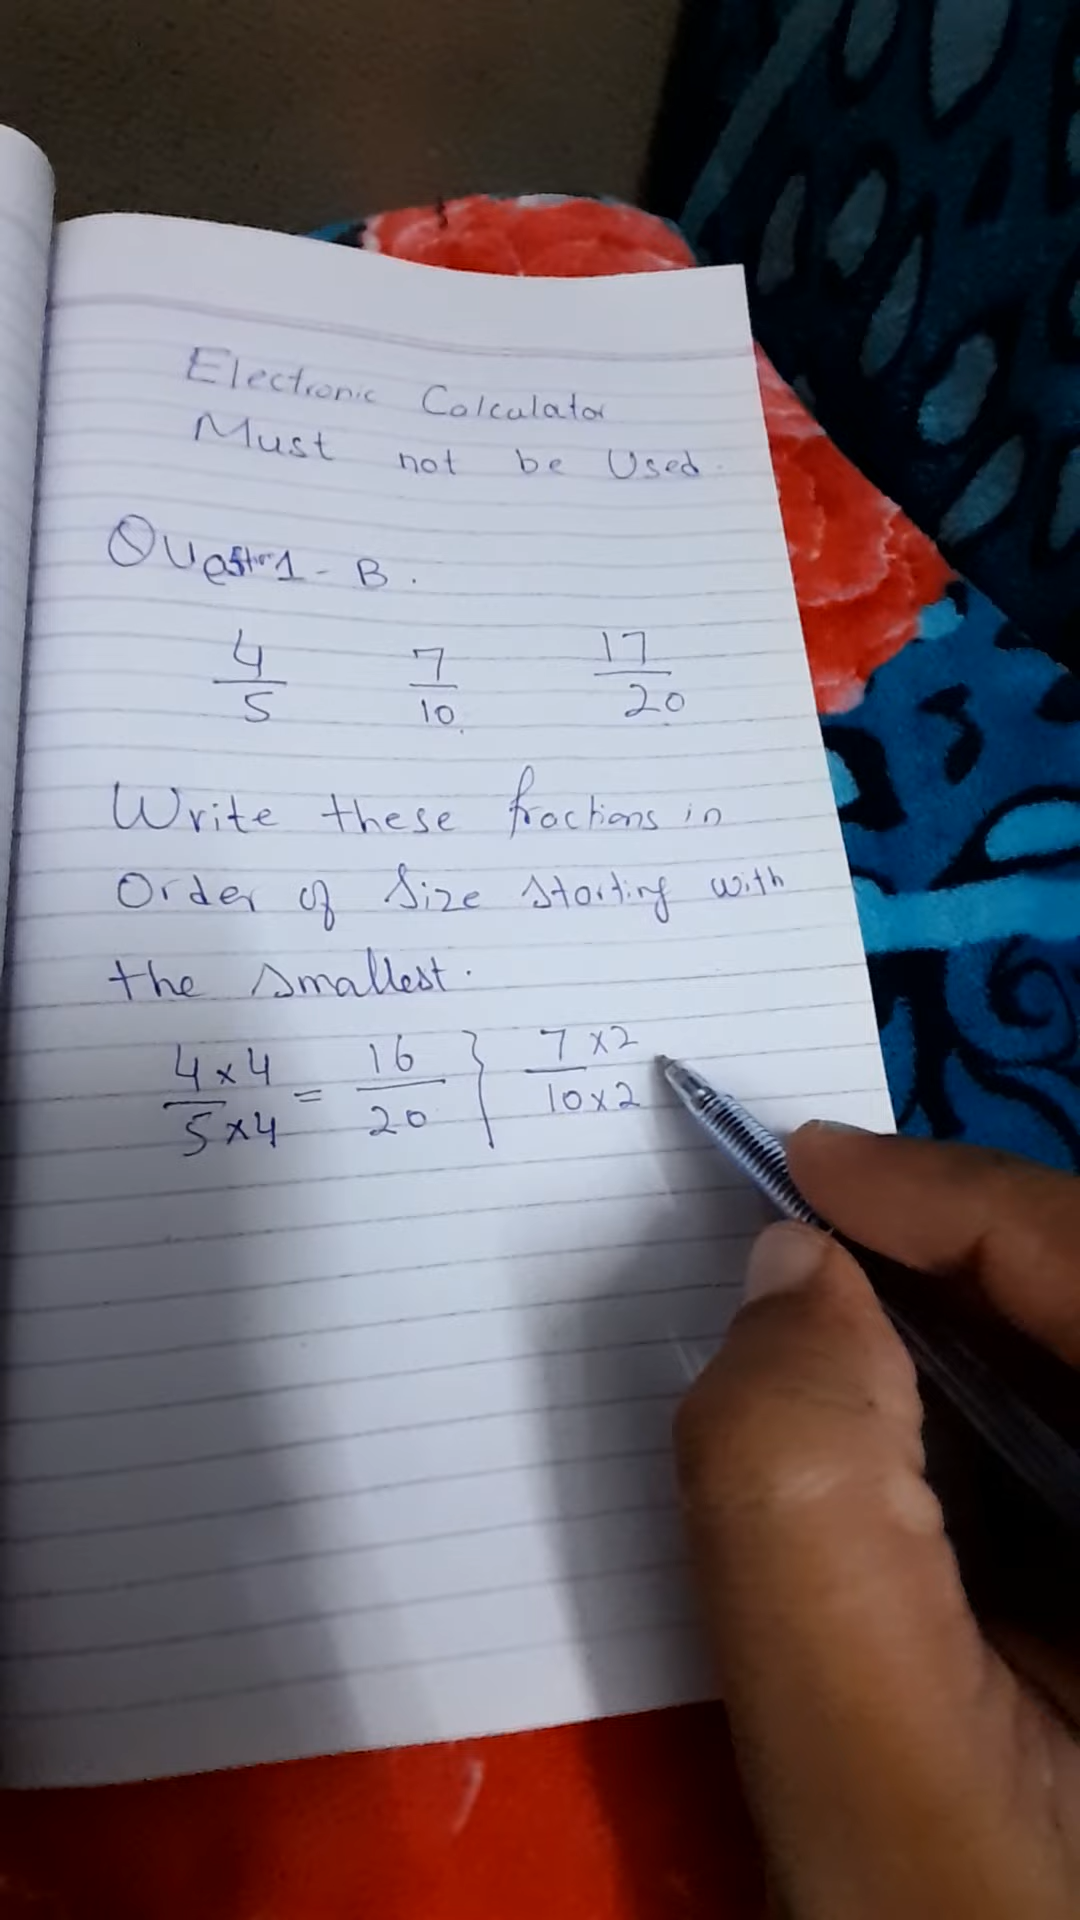 Electronic Calculator
Must not be Used.
Question 1 - B.
4/5 7/10 17/20
Write these fractions in
Order of Size Starting with
the smallest.
4×4/5×4 = 16/20 } 7×2/10×2